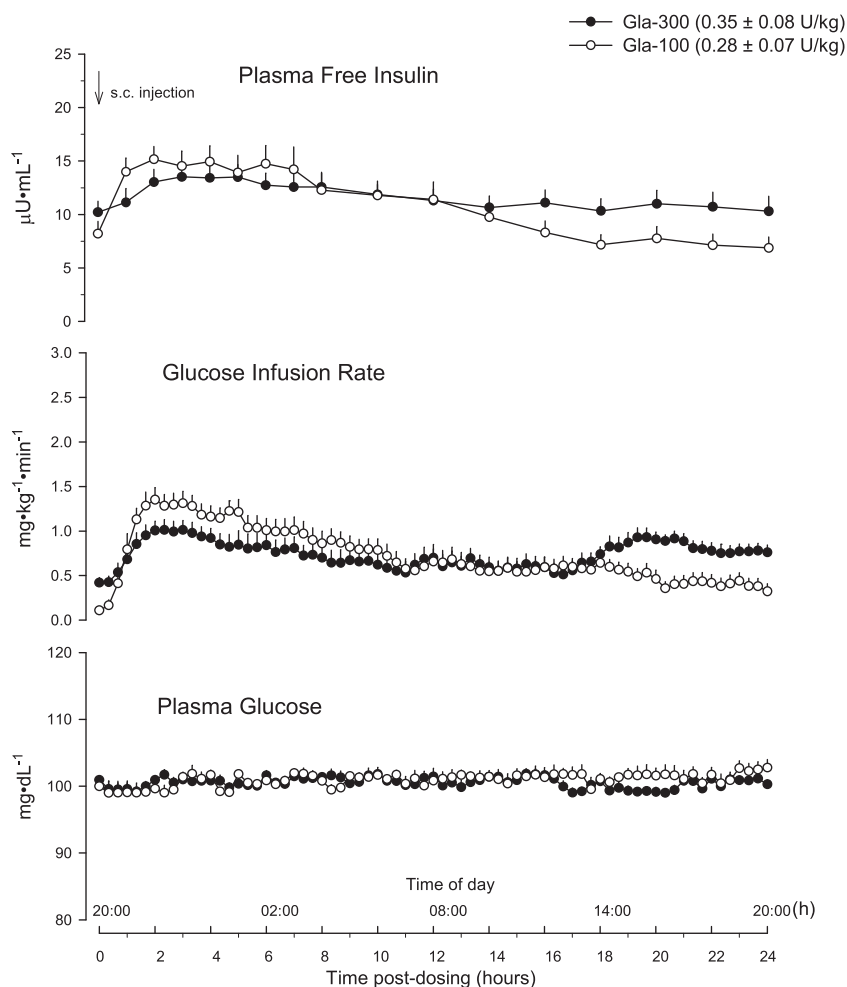 Gla-300 (0.35 ± 0.08 U/kg)
Gla-100 (0.28 ± 0.07 U/kg)
Plasma Free Insulin
s.c. injection
25
20
15
10
5
0
μU•mL-1
Glucose Infusion Rate
3.0
2.5
2.0
1.5
1.0
0.5
0.0
mg•kg-1•min-1
Plasma Glucose
120
110
100
90
80
mg•dL-1
Time of day
20:00 02:00 08:00 14:00 20:00 (h)
0 2 4 6 8 10 12 14 16 18 20 22 24
Time post-dosing (hours)